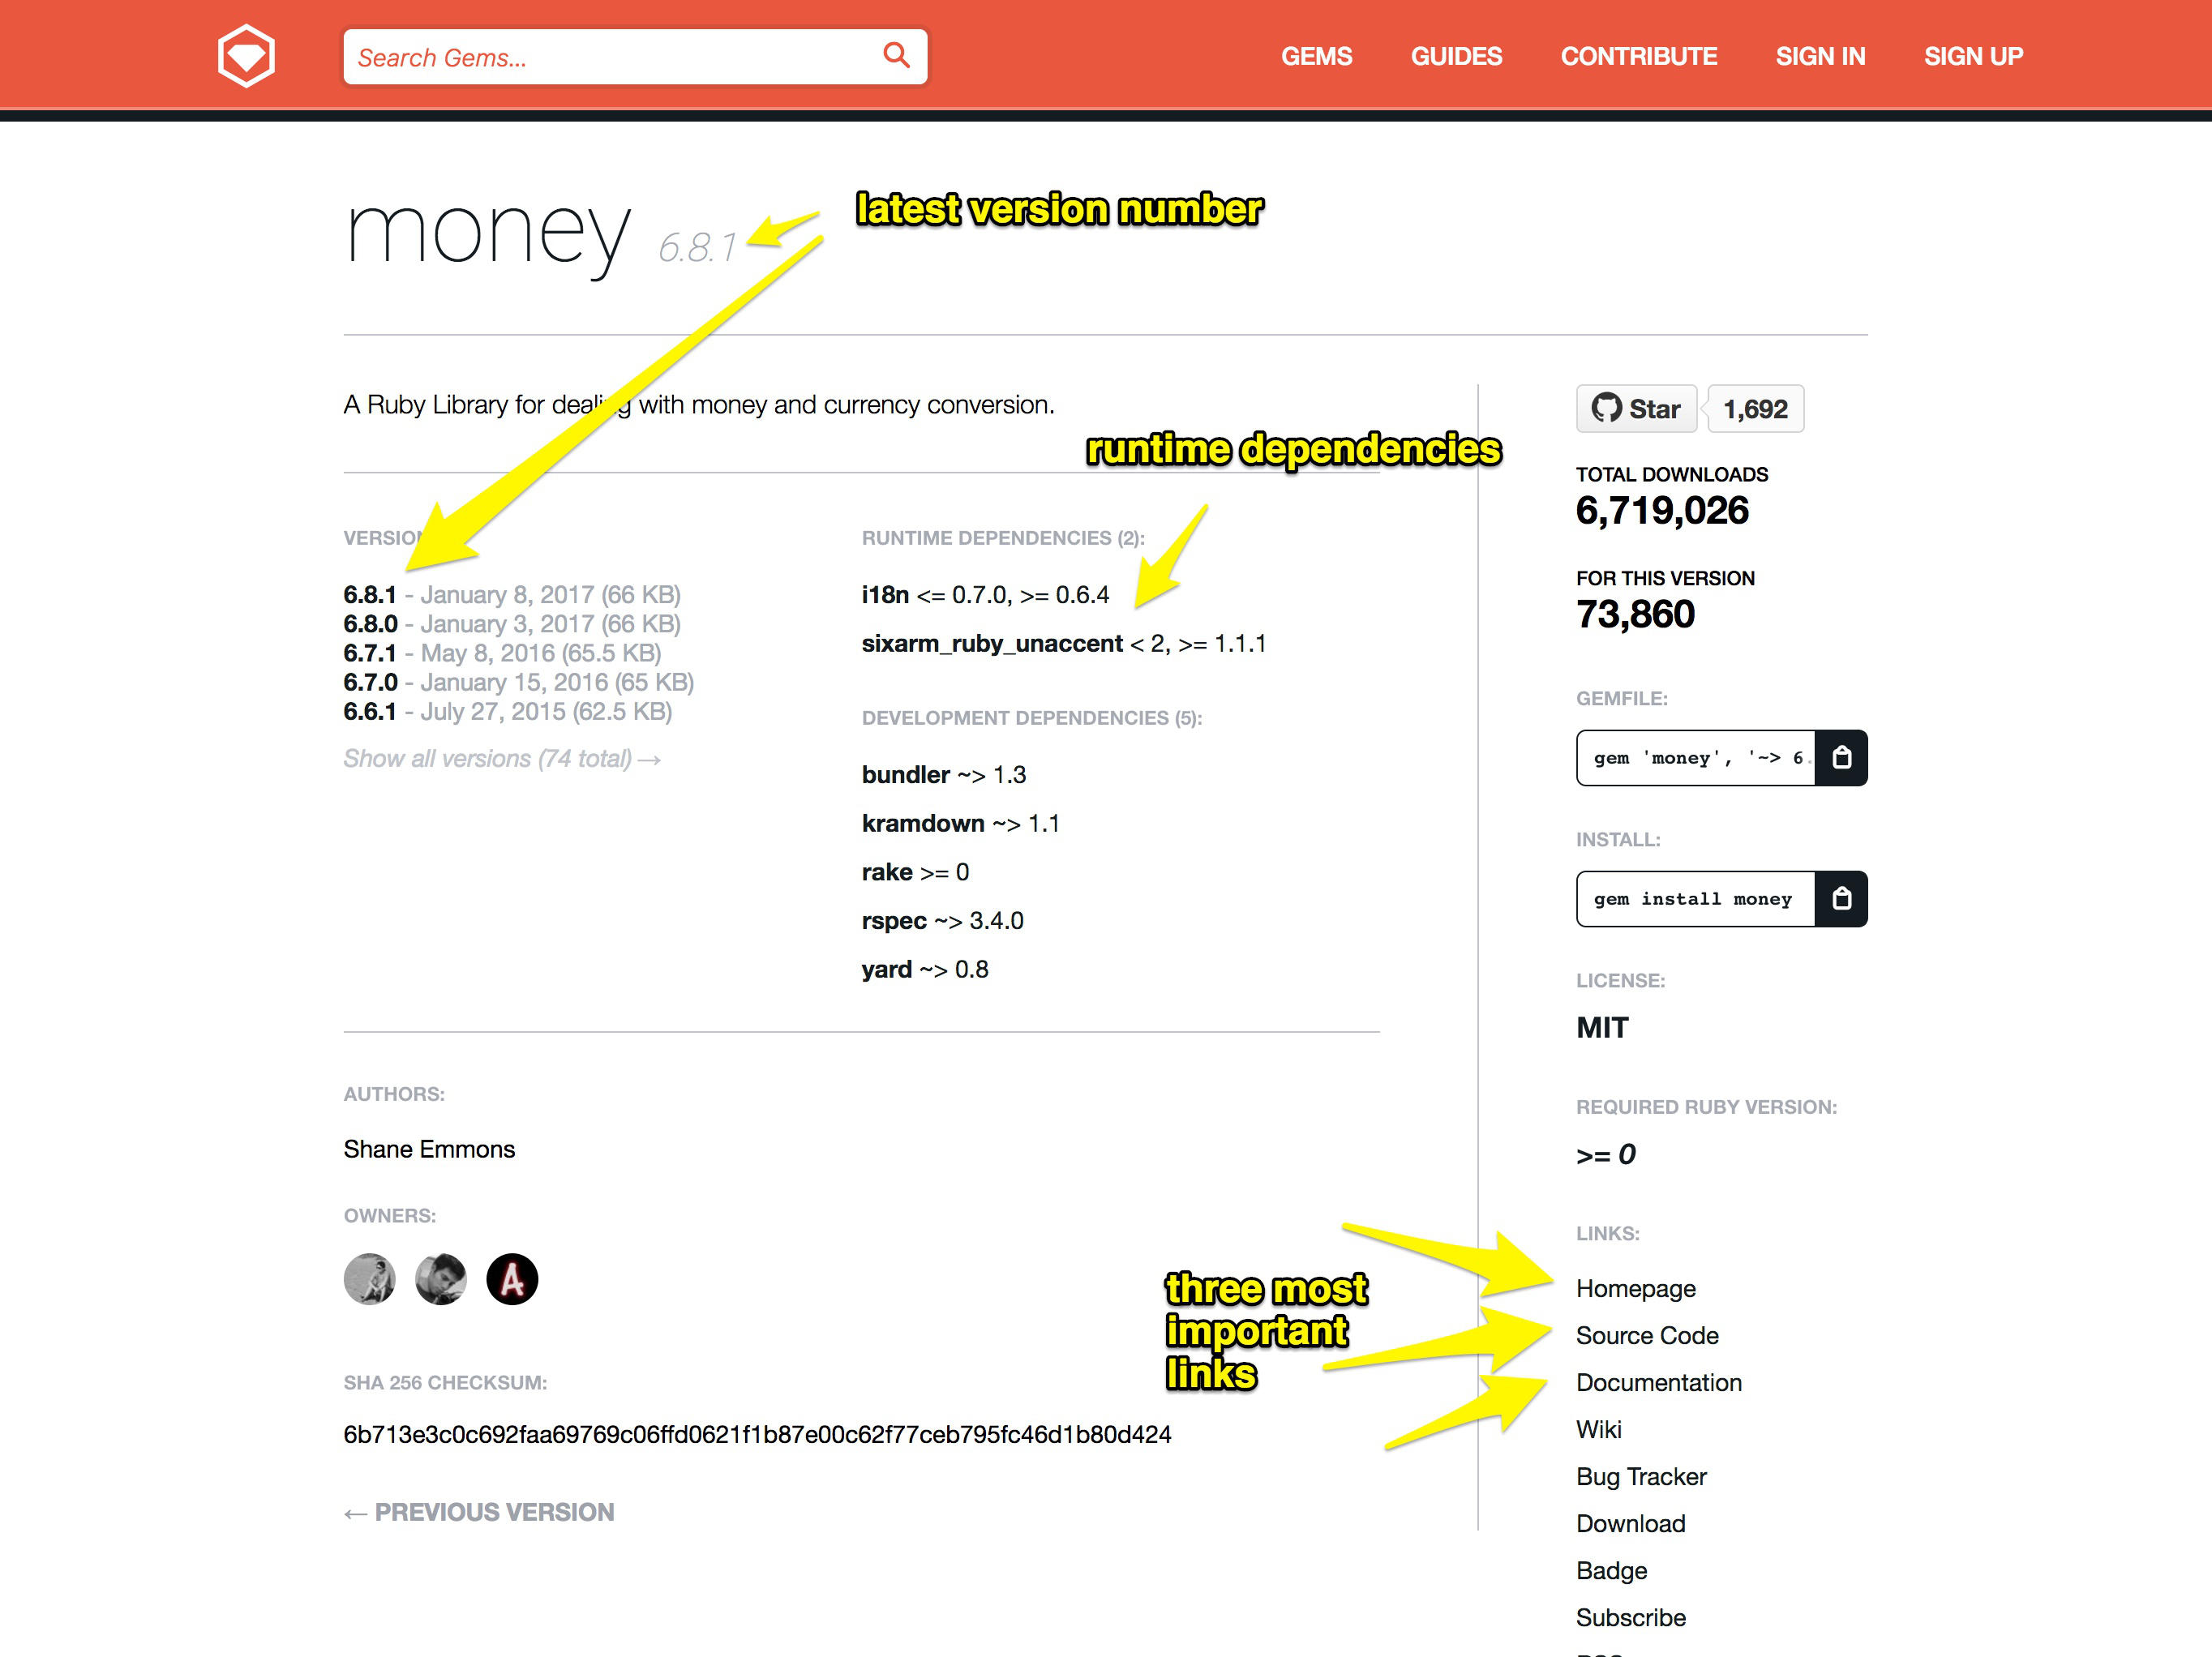 Search Gems...
GEMS GUIDES CONTRIBUTE SIGN IN SIGN UP
money 6.8.1
latest version number
A Ruby Library for dealing with money and currency conversion.
runtime dependencies
VERSION
6.8.1 - January 8, 2017 (66 KB)
6.8.0 - January 3, 2017 (66 KB)
6.7.1 - May 8, 2016 (65.5 KB)
6.7.0 - January 15, 2016 (65 KB)
6.6.1 - July 27, 2015 (62.5 KB)
Show all versions (74 total) →
RUNTIME DEPENDENCIES (2):
i18n <= 0.7.0, >= 0.6.4
sixarm_ruby_unaccent < 2, >= 1.1.1
DEVELOPMENT DEPENDENCIES (5):
bundler ~> 1.3
kramdown ~> 1.1
rake >= 0
rspec ~> 3.4.0
yard ~> 0.8
AUTHORS:
Shane Emmons
OWNERS:
A
SHA 256 CHECKSUM:
6b713e3c0c692faa69769c06ffd0621f1b87e00c62f77ceb795fc46d1b80d424
← PREVIOUS VERSION
Star 1,692
TOTAL DOWNLOADS
6,719,026
FOR THIS VERSION
73,860
GEMFILE:
gem 'money', '~> 6.
INSTALL:
gem install money
LICENSE:
MIT
REQUIRED RUBY VERSION:
>= 0
LINKS:
three most
important
links
Homepage
Source Code
Documentation
Wiki
Bug Tracker
Download
Badge
Subscribe